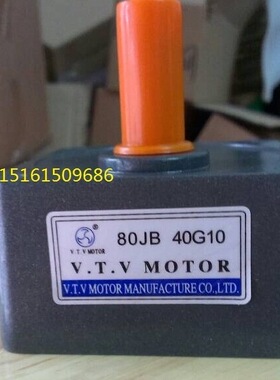 15161509686
®
V.T.V MOTOR
80JB 40G10
V.T.V MOTOR
V.T.V MOTOR MANUFACTURE CO.,LTD.